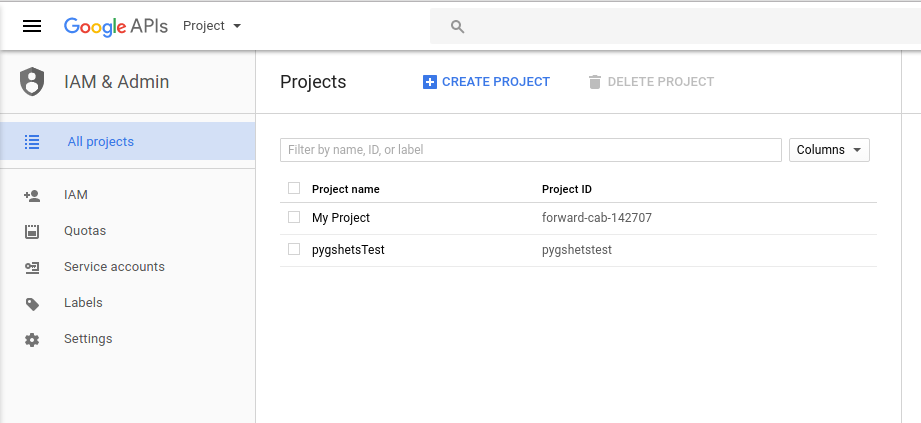 Google APIs Project
IAM & Admin
Projects CREATE PROJECT DELETE PROJECT
All projects
Filter by name, ID, or label Columns
Project name Project ID
IAM
My Project forward-cab-142707
Quotas
pygshetsTest pygshetstest
Service accounts
Labels
Settings